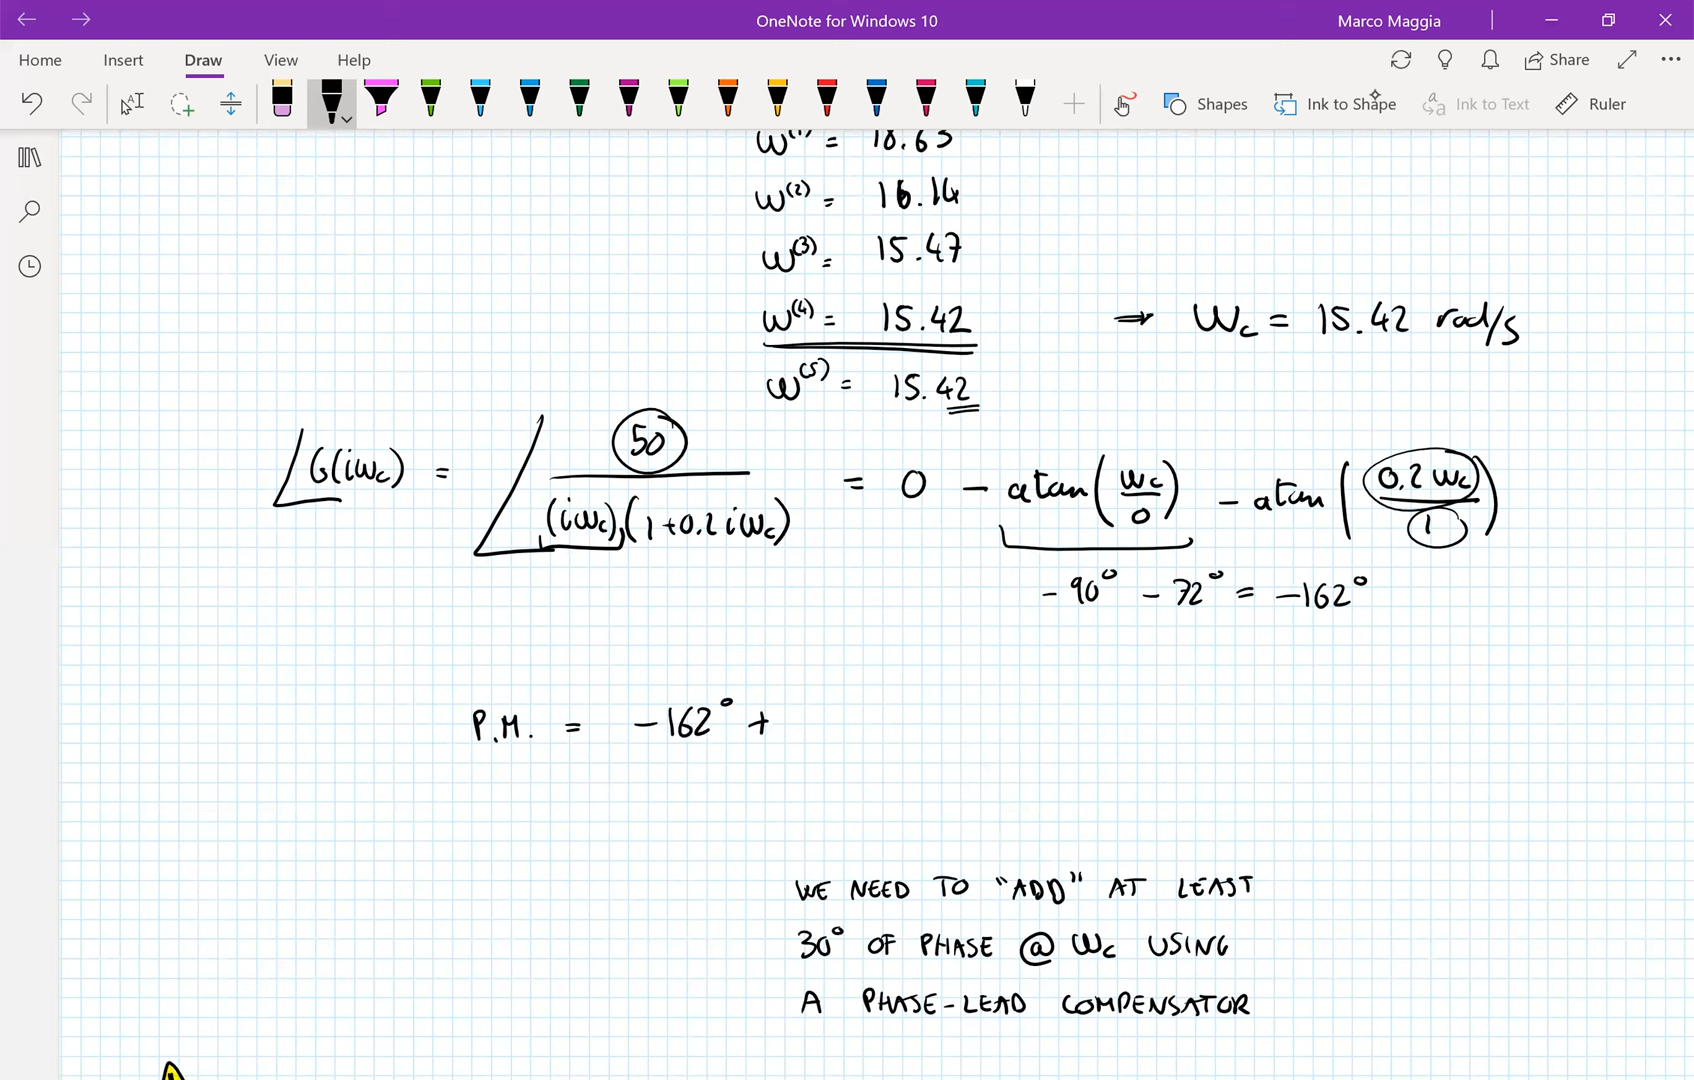 OneNote for Windows 10
Marco Maggia
Home Insert Draw View Help
Share
Shapes
Ink to Shape
Ink to Text
Ruler
ω⁽¹⁾ = 18.63
ω⁽²⁾ = 16.14
ω⁽³⁾ = 15.47
ω⁽⁴⁾ = 15.42 ⇒ ωc = 15.42 rad/s
ω⁽⁵⁾ = 15.42
∠G(iωc) = ∠ 50 / (iωc)(1+0.2iωc) = 0 - atan(ωc/0) - atan(0.2ωc/1)
-90° - 72° = -162°
P.M. = -162° +
WE NEED TO "ADD" AT LEAST
30° OF PHASE @ ωc USING
A PHASE-LEAD COMPENSATOR